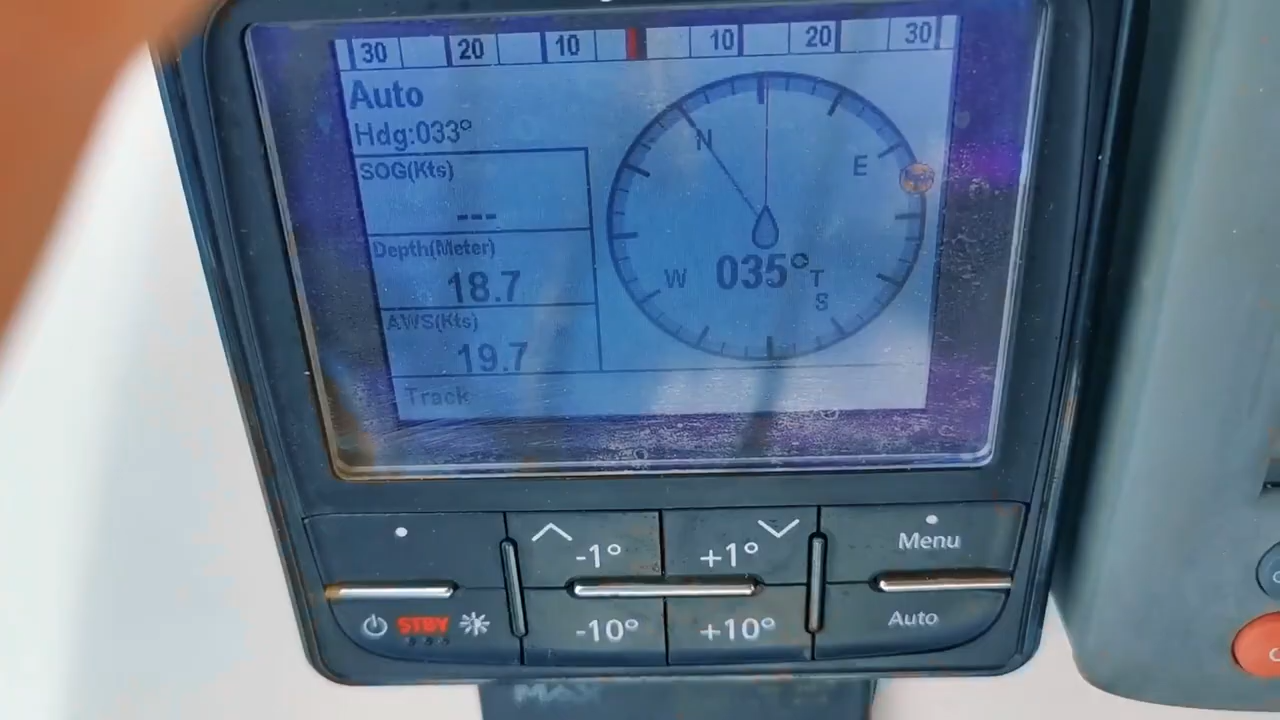 30 20 10 10 20 30
Auto
Hdg:033°
SOG(Kts)
---
Depth(Meter)
18.7
AWS(Kts)
19.7
Track
N
E
W
S
035°T
-1°
+1°
Menu
STBY
-10°
+10°
Auto